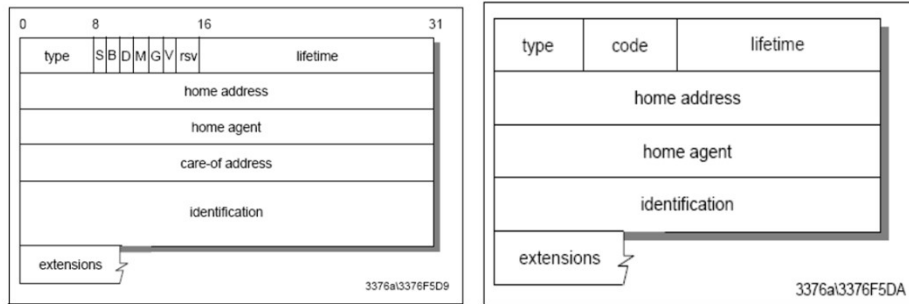 0 8 16 31
type S B D M G V rsv lifetime
home address
home agent
care-of address
identification
extensions
3376a\3376F5D9
type code lifetime
home address
home agent
identification
extensions
3376a\3376F5DA